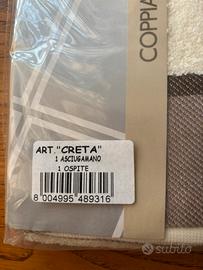 COPPIA
ART. "CRETA"
1 ASCIUGAMANO
1 OSPITE
8 004995 489316
subito